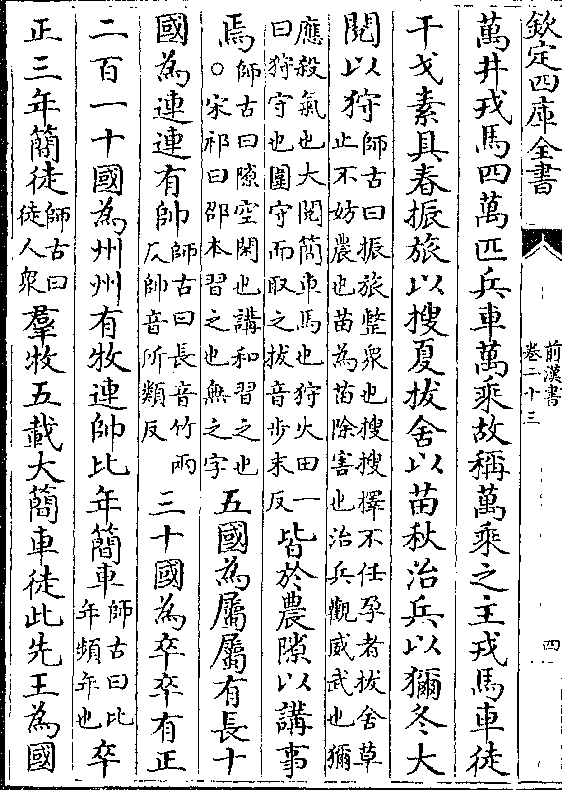 欽定四庫全書
前漢書
卷二十三
四
萬井戎馬四萬匹兵車萬乘故稱萬乘之主戎馬車徒
干戈素具春振旅以搜夏拔舍以苗秋治兵以獮冬大
閱以狩
師古曰振旅整衆也搜搜擇不任孕者拔舍草
止不妨農也苗為苗除害也治兵觀威武也獮
應殺氣也大閱簡車馬也狩火田一
曰狩守也圍守而取之拔音步末反
皆於農隙以講事
焉
師古曰隙空閑也講和習之也
○宋祁曰邵本習之也無之字
五國為屬屬有長十
國為連連有帥
師古曰長音竹兩
反帥音所類反
三十國為卒卒有正
二百一十國為州州有牧連帥比年簡車
師古曰比
年頻年也
卒
正三年簡徒
師古曰
徒人衆
羣牧五載大簡車徒此先王為國